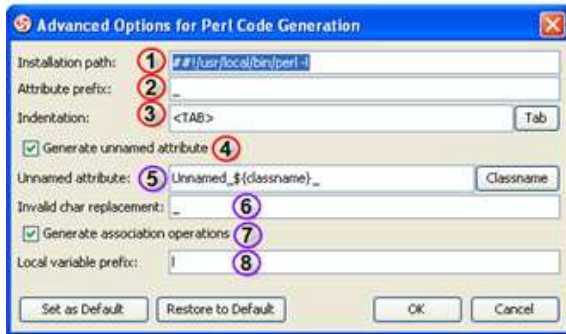 Advanced Options for Perl Code Generation
Installation path: 1 ##!/usr/local/bin/perl -l
Attribute prefix: 2 _
Indentation: 3 <TAB> Tab
Generate unnamed attribute 4
Unnamed attribute: 5 Unnamed_${classname}_ Classname
Invalid char replacement: _ 6
Generate association operations 7
Local variable prefix: l 8
Set as Default Restore to Default OK Cancel